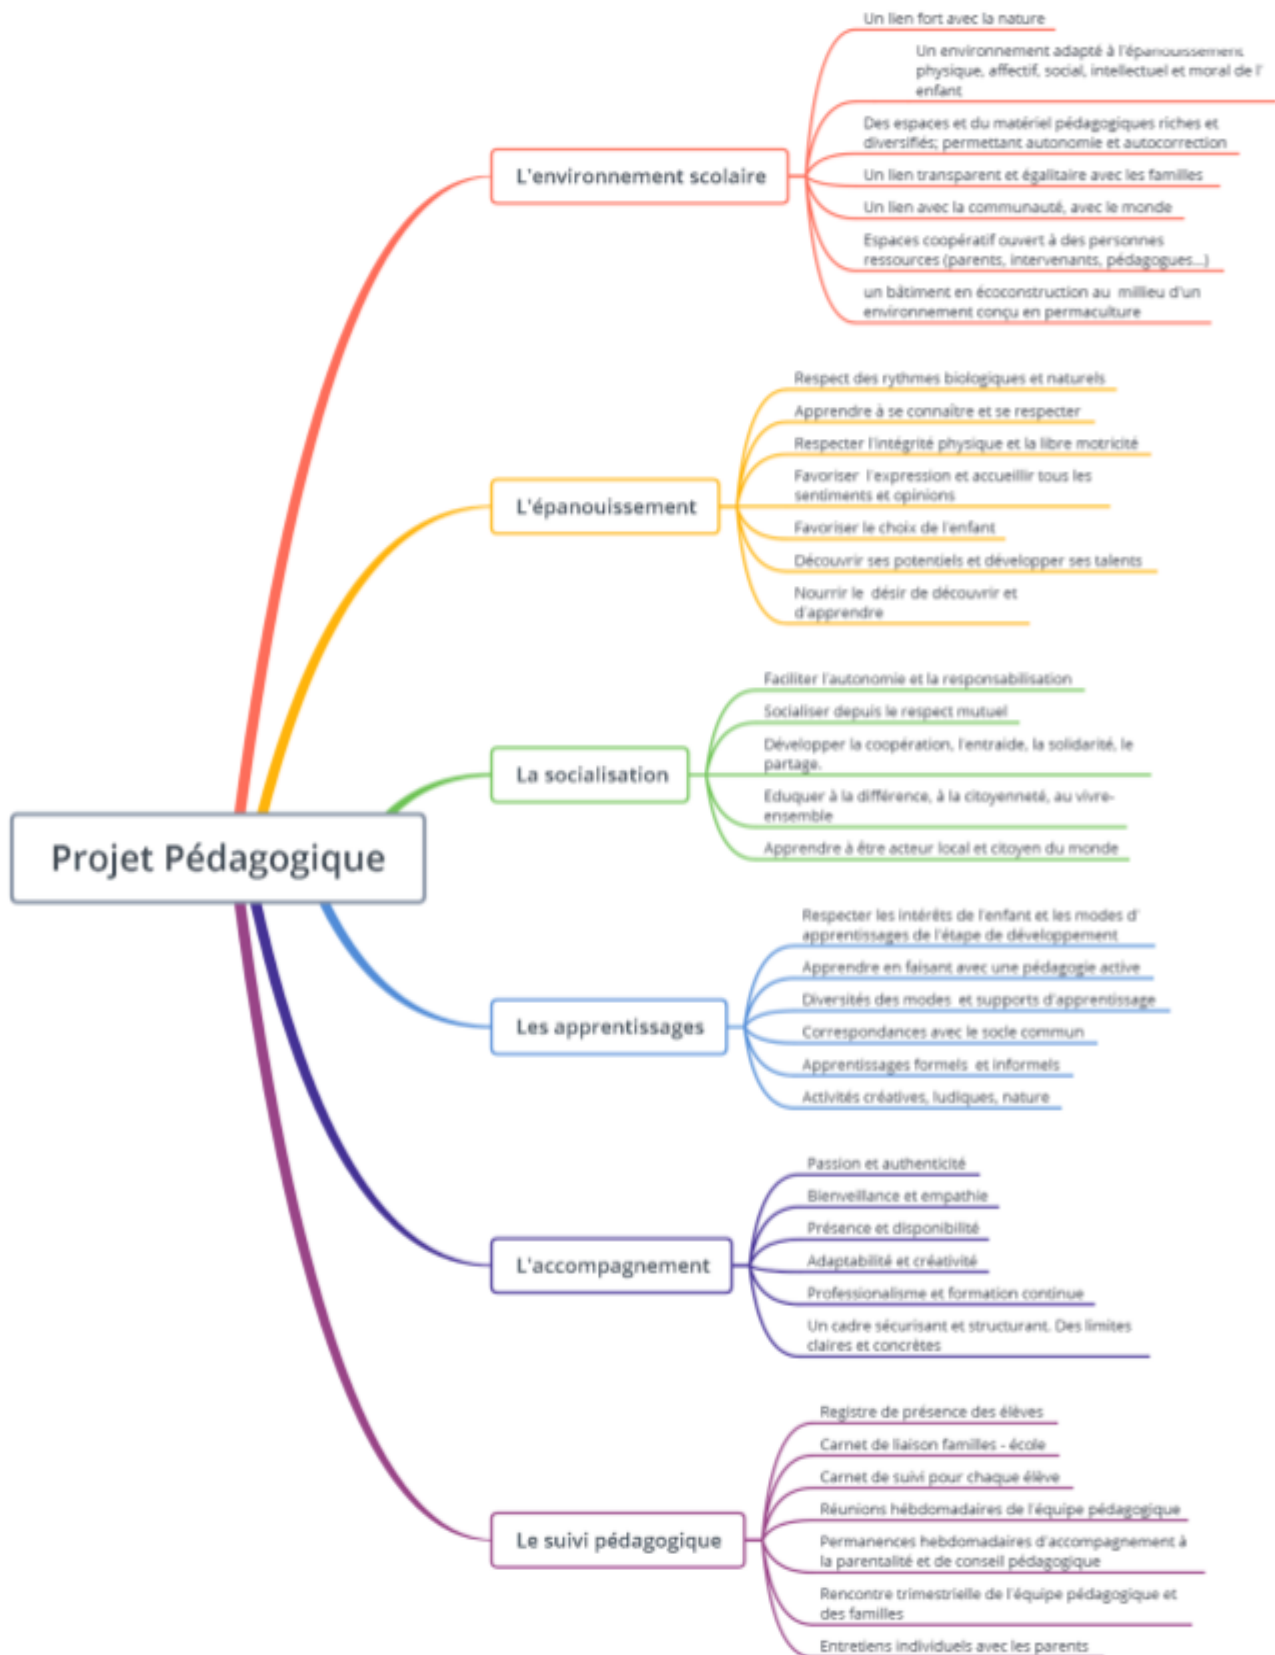 Un lien fort avec la nature
Un environnement adapté à l'épanouissement
physique, affectif, social, intellectuel et moral de l'
enfant
Des espaces et du matériel pédagogiques riches et
diversifiés; permettant autonomie et autocorrection
L'environnement scolaire
Un lien transparent et égalitaire avec les familles
Un lien avec la communauté, avec le monde
Espaces coopératif ouvert à des personnes
ressources (parents, intervenants, pédagogues...)
un bâtiment en écoconstruction au  millieu d'un
environnement conçu en permaculture
Respect des rythmes biologiques et naturels
Apprendre à se connaître et se respecter
Respecter l'intégrité physique et la libre motricité
Favoriser  l'expression et accueillir tous les
sentiments et opinions
L'épanouissement
Favoriser le choix de l'enfant
Découvrir ses potentiels et développer ses talents
Nourrir le  désir de découvrir et
d'apprendre
Faciliter l'autonomie et la responsabilisation
Socialiser depuis le respect mutuel
Développer la coopération, l'entraide, la solidarité, le
partage.
La socialisation
Eduquer à la différence, à la citoyenneté, au vivre-
ensemble
Apprendre à être acteur local et citoyen du monde
Projet Pédagogique
Respecter les intérêts de l'enfant et les modes d'
apprentissages de l'étape de développement
Apprendre en faisant avec une pédagogie active
Diversités des modes  et supports d'apprentissage
Les apprentissages
Correspondances avec le socle commun
Apprentissages formels  et informels
Activités créatives, ludiques, nature
Passion et authenticité
Bienveillance et empathie
Présence et disponibilité
L'accompagnement
Adaptabilité et créativité
Professionalisme et formation continue
Un cadre sécurisant et structurant. Des limites
claires et concrètes
Registre de présence des élèves
Carnet de liaison familles - école
Carnet de suivi pour chaque élève
Réunions hébdomadaires de l'équipe pédagogique
Le suivi pédagogique
Permanences hebdomadaires d'accompagnement à
la parentalité et de conseil pédagogique
Rencontre trimestrielle de l'équipe pédagogique et
des familles
Entretiens individuels avec les parents